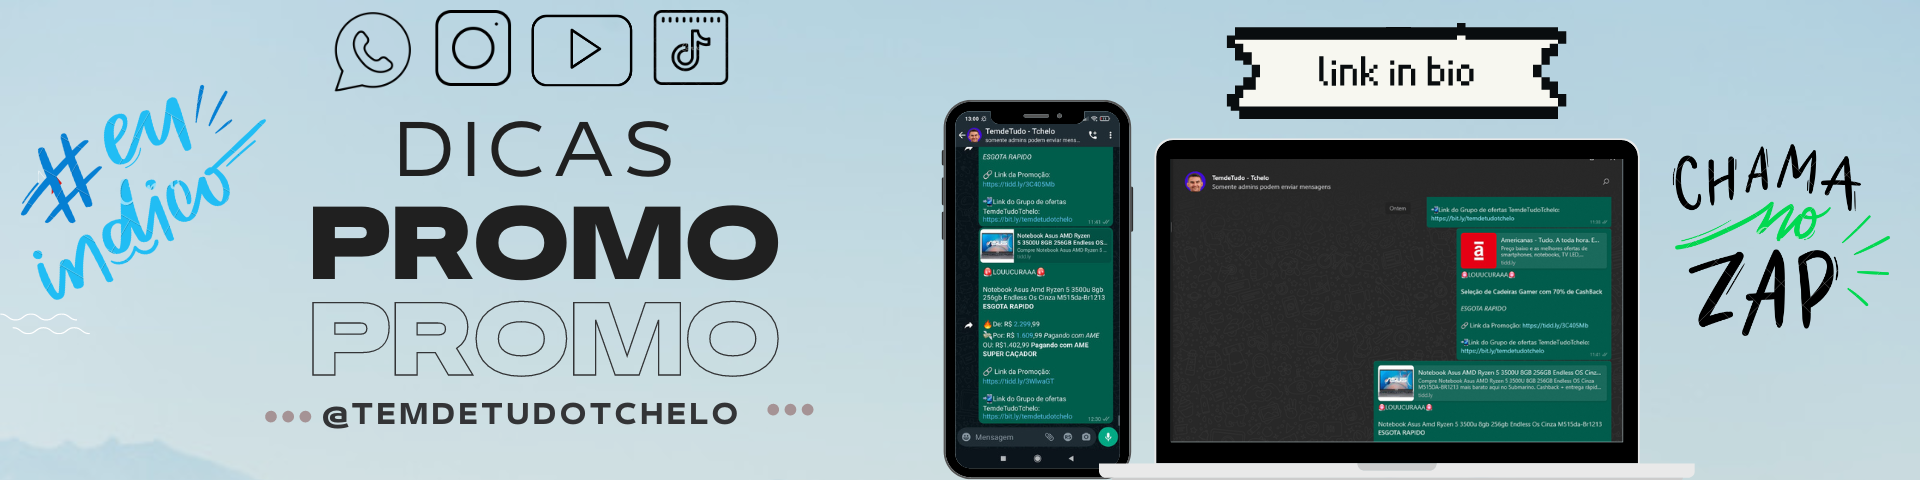 #eu
indico
DICAS
PROMO
PROMO
@TEMDETUDOTCHELO
13:00
TemdeTudo - Tchelo
somente admins podem enviar mens...
ESGOTA RAPIDO
Link da Promoção:
https://tidd.ly/3C405Mb
Link do Grupo de ofertas
TemdeTudoTchelo:
https://bit.ly/temdetudotchelo
11:41
Notebook Asus AMD Ryzen
5 3500U 8GB 256GB Endless OS...
Compre Notebook Asus AMD Ryzen 5 ...
tidd.ly
LOUUCURAAA
Notebook Asus Amd Ryzen 5 3500u 8gb
256gb Endless Os Cinza M515da-Br1213
ESGOTA RAPIDO
De: R$ 2.299,99
Por: R$ 1.609,99 Pagando com AME
OU: R$1.402,99 Pagando com AME
SUPER CAÇADOR
Link da Promoção:
https://tidd.ly/3WlwaGT
Link do Grupo de ofertas
TemdeTudoTchelo:
https://bit.ly/temdetudotchelo
12:30
Mensagem
link in bio
TemdeTudo - Tchelo
Somente admins podem enviar mensagens
Ontem
Link do Grupo de ofertas TemdeTudoTchelo:
https://bit.ly/temdetudotchelo
Americanas - Tudo. A toda hora. E...
Preço baixo e as melhores ofertas de
smartphones, notebooks, TV LED,...
tidd.ly
LOUUCURAAA
Seleção de Cadeiras Gamer com 70% de CashBack
ESGOTA RAPIDO
Link da Promoção: https://tidd.ly/3C405Mb
Link do Grupo de ofertas TemdeTudoTchelo:
https://bit.ly/temdetudotchelo
11:41
Notebook Asus AMD Ryzen 5 3500U 8GB 256GB Endless OS Cinz...
Compre Notebook Asus AMD Ryzen 5 3500U 8GB 256GB Endless OS Cinza
M515DA-BR1213 mais barato aqui no Submarino. Cashback + entrega rápid...
tidd.ly
LOUUCURAAA
Notebook Asus Amd Ryzen 5 3500u 8gb 256gb Endless Os Cinza M515da-Br1213
ESGOTA RAPIDO
CHAMA
no
ZAP